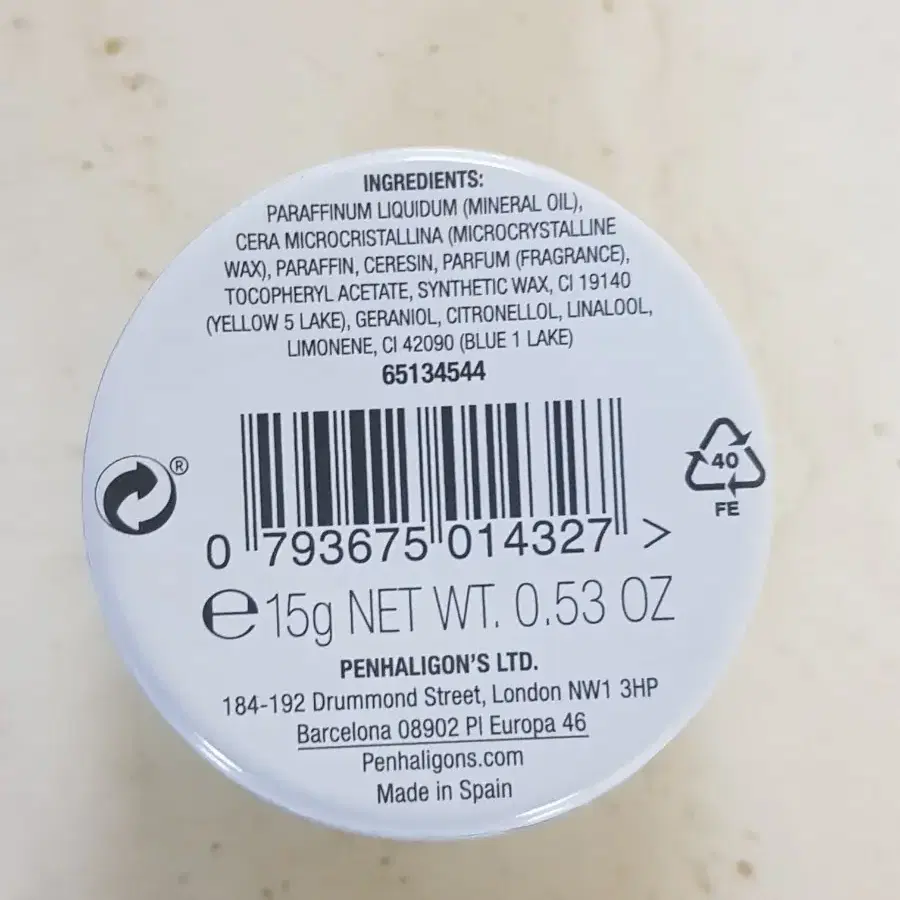 INGREDIENTS:
PARAFFINUM LIQUIDUM (MINERAL OIL),
CERA MICROCRISTALLINA (MICROCRYSTALLINE
WAX), PARAFFIN, CERESIN, PARFUM (FRAGRANCE),
TOCOPHERYL ACETATE, SYNTHETIC WAX, CI 19140
(YELLOW 5 LAKE), GERANIOL, CITRONELLOL, LINALOOL,
LIMONENE, CI 42090 (BLUE 1 LAKE)
65134544
®
40
FE
0 793675 014327 >
℮ 15g NET WT. 0.53 OZ
PENHALIGON'S LTD.
184-192 Drummond Street, London NW1 3HP
Barcelona 08902 Pl Europa 46
Penhaligons.com
Made in Spain